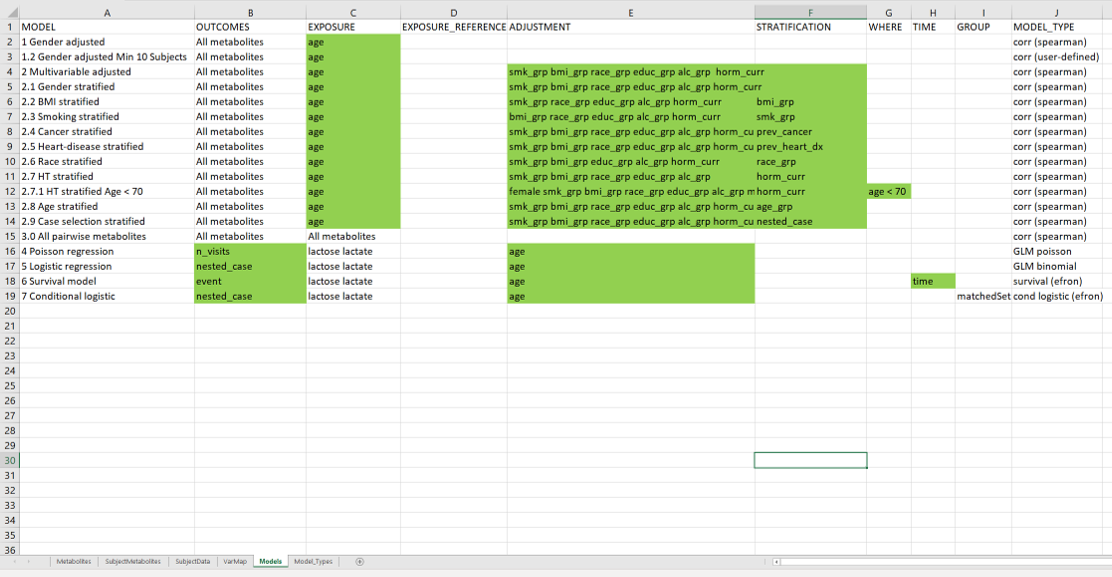 A B C D E F G H I J
1 MODEL OUTCOMES EXPOSURE EXPOSURE_REFERENCE ADJUSTMENT STRATIFICATION WHERE TIME GROUP MODEL_TYPE
2 1 Gender adjusted All metabolites age corr (spearman)
3 1.2 Gender adjusted Min 10 Subjects All metabolites age corr (user-defined)
4 2 Multivariable adjusted All metabolites age smk_grp bmi_grp race_grp educ_grp alc_grp horm_curr corr (spearman)
5 2.1 Gender stratified All metabolites age smk_grp bmi_grp race_grp educ_grp alc_grp horm_curr corr (spearman)
6 2.2 BMI stratified All metabolites age smk_grp race_grp educ_grp alc_grp horm_curr bmi_grp corr (spearman)
7 2.3 Smoking stratified All metabolites age bmi_grp race_grp educ_grp alc_grp horm_curr smk_grp corr (spearman)
8 2.4 Cancer stratified All metabolites age smk_grp bmi_grp race_grp educ_grp alc_grp horm_cu prev_cancer corr (spearman)
9 2.5 Heart-disease stratified All metabolites age smk_grp bmi_grp race_grp educ_grp alc_grp horm_cu prev_heart_dx corr (spearman)
10 2.6 Race stratified All metabolites age smk_grp bmi_grp educ_grp alc_grp horm_curr race_grp corr (spearman)
11 2.7 HT stratified All metabolites age smk_grp bmi_grp race_grp educ_grp alc_grp horm_curr corr (spearman)
12 2.7.1 HT stratified Age < 70 All metabolites age female smk_grp bmi_grp race_grp educ_grp alc_grp m horm_curr age < 70 corr (spearman)
13 2.8 Age stratified All metabolites age smk_grp bmi_grp race_grp educ_grp alc_grp horm_cu age_grp corr (spearman)
14 2.9 Case selection stratified All metabolites age smk_grp bmi_grp race_grp educ_grp alc_grp horm_cu nested_case corr (spearman)
15 3.0 All pairwise metabolites All metabolites All metabolites corr (spearman)
16 4 Poisson regression n_visits lactose lactate age GLM poisson
17 5 Logistic regression nested_case lactose lactate age GLM binomial
18 6 Survival model event lactose lactate age time survival (efron)
19 7 Conditional logistic nested_case lactose lactate age matchedSet cond logistic (efron)
20
21
22
23
24
25
26
27
28
29
30
31
32
33
34
35
36
Metabolites SubjectMetabolites SubjectData VarMap Models Model_Types